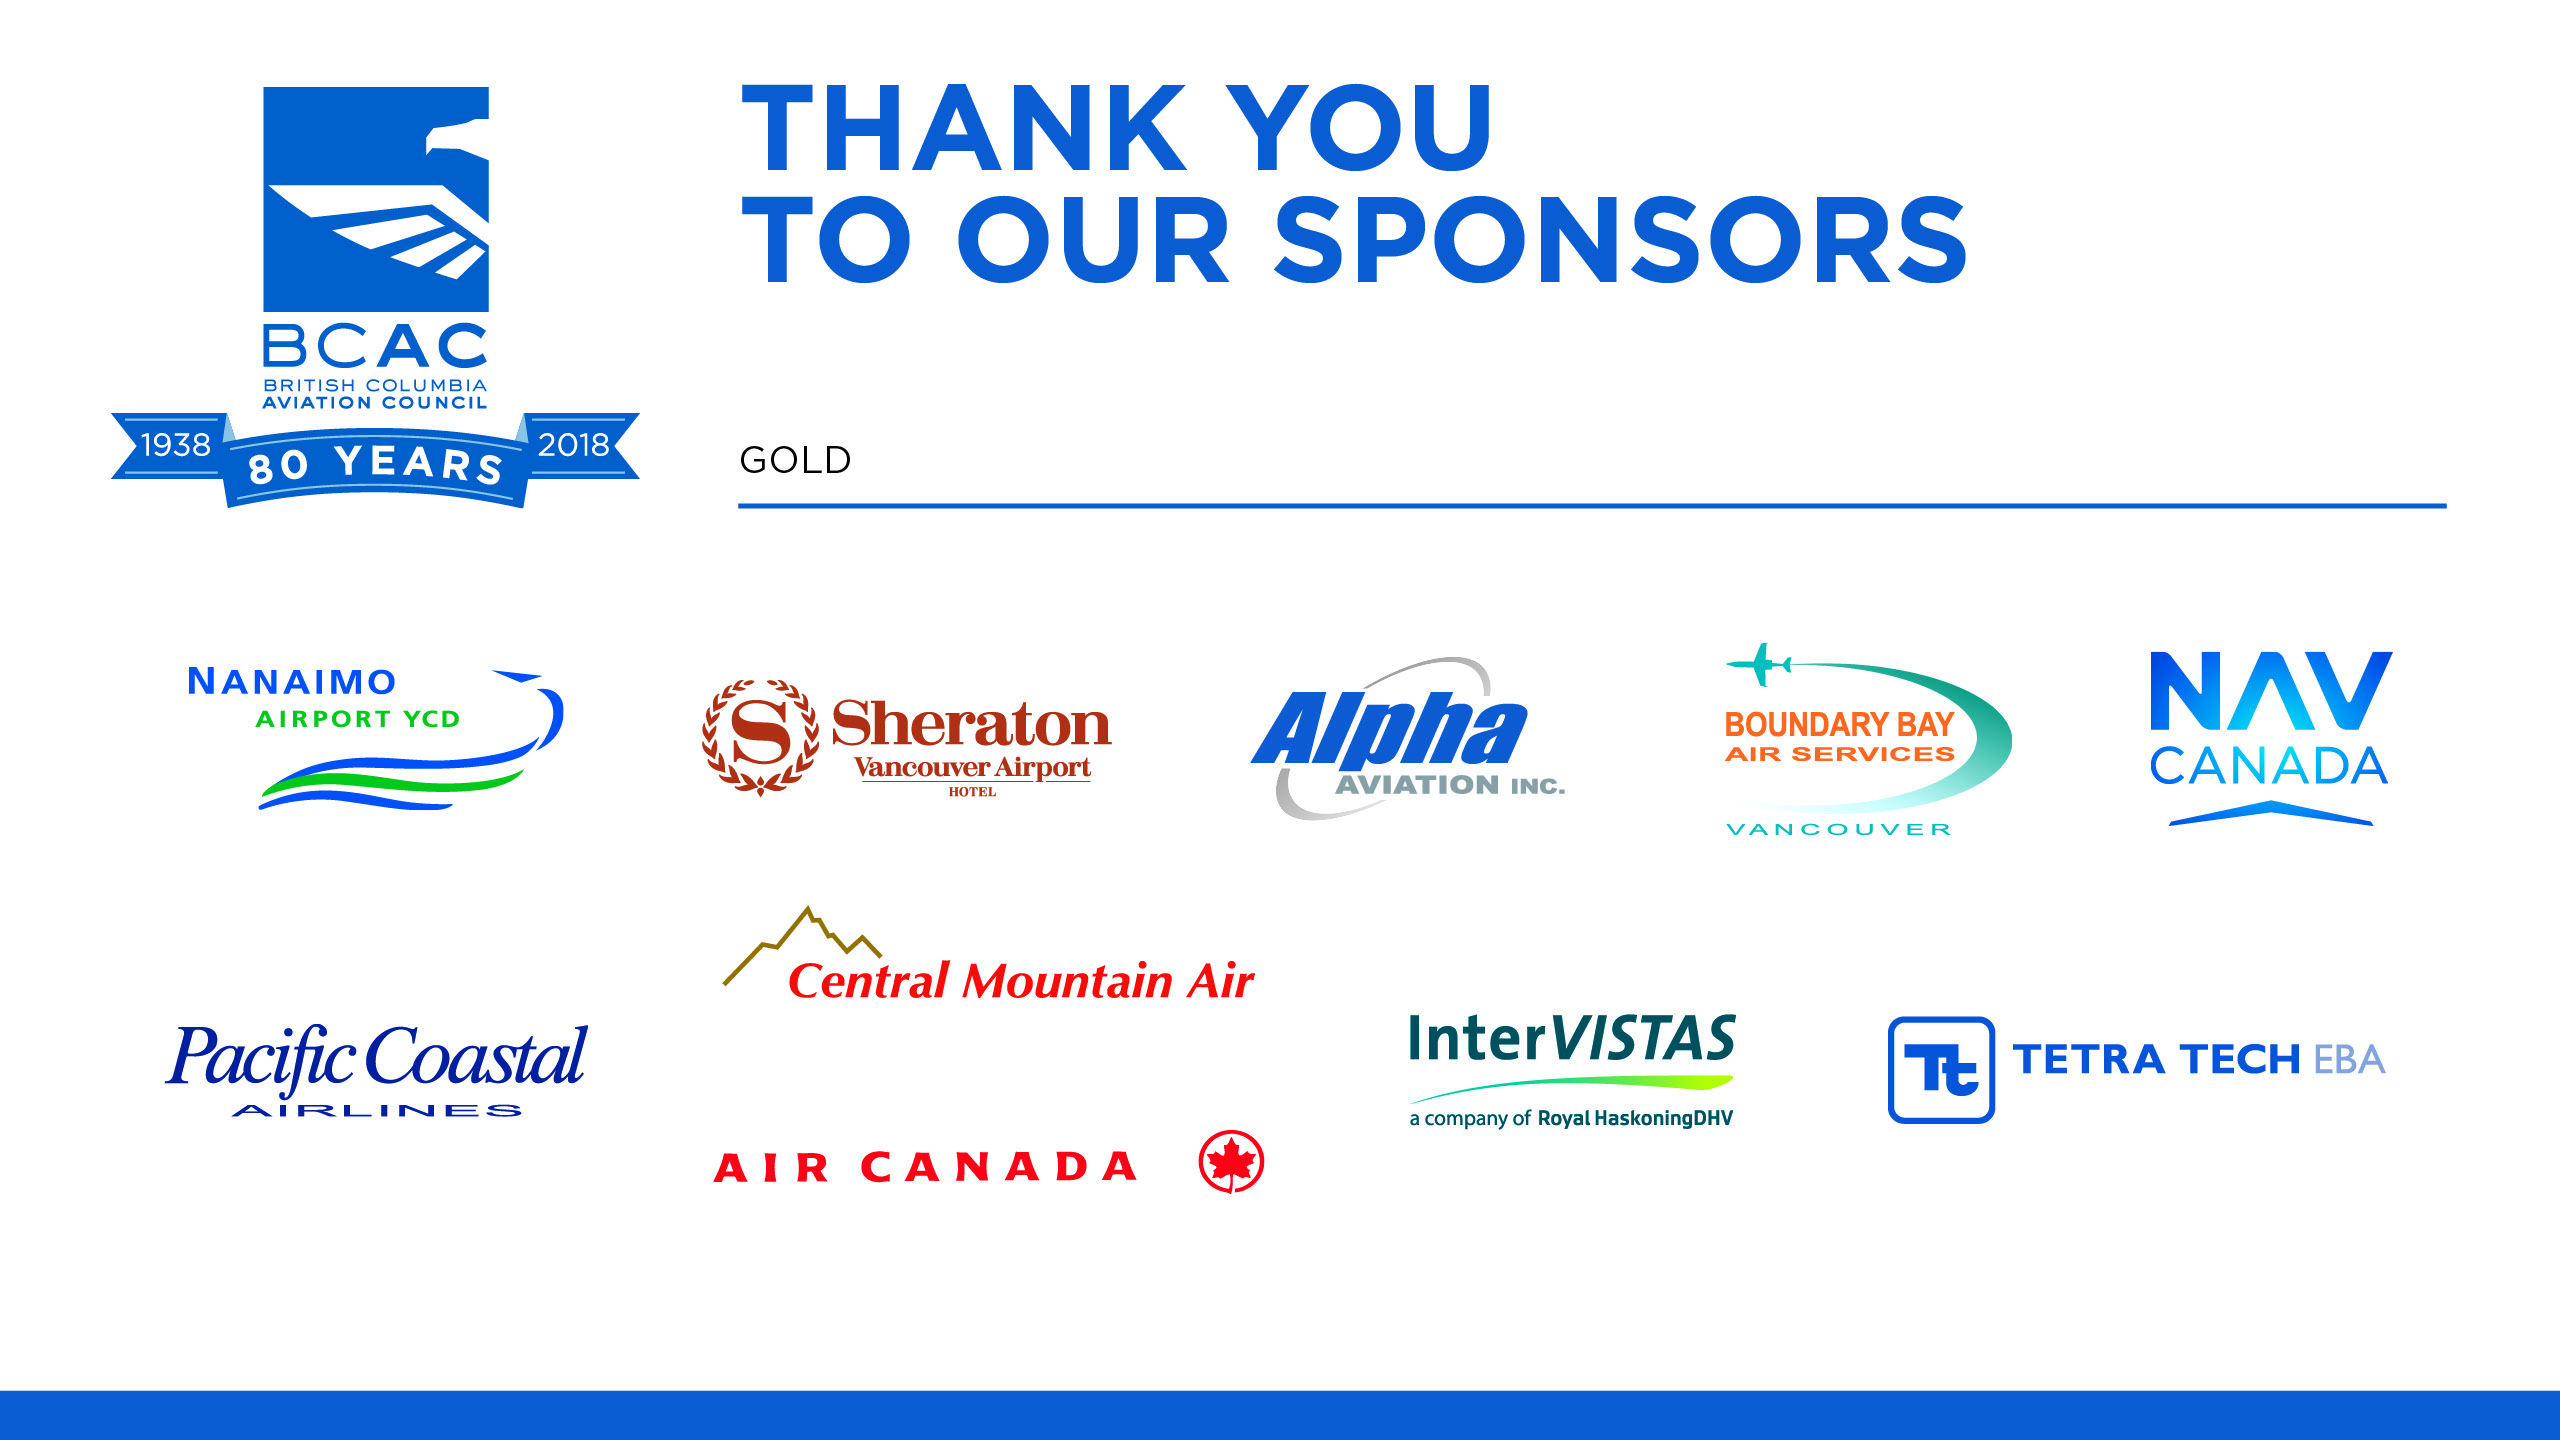 THANK YOU
TO OUR SPONSORS
BCAC
BRITISH COLUMBIA
AVIATION COUNCIL
1938 80 YEARS 2018
GOLD
NANAIMO
AIRPORT YCD
S Sheraton
Vancouver Airport
HOTEL
Alpha
AVIATION INC.
BOUNDARY BAY
AIR SERVICES
VANCOUVER
NAV
CANADA
Pacific Coastal
AIRLINES
Central Mountain Air
AIR CANADA
InterVISTAS
a company of Royal HaskoningDHV
Tt TETRA TECH EBA